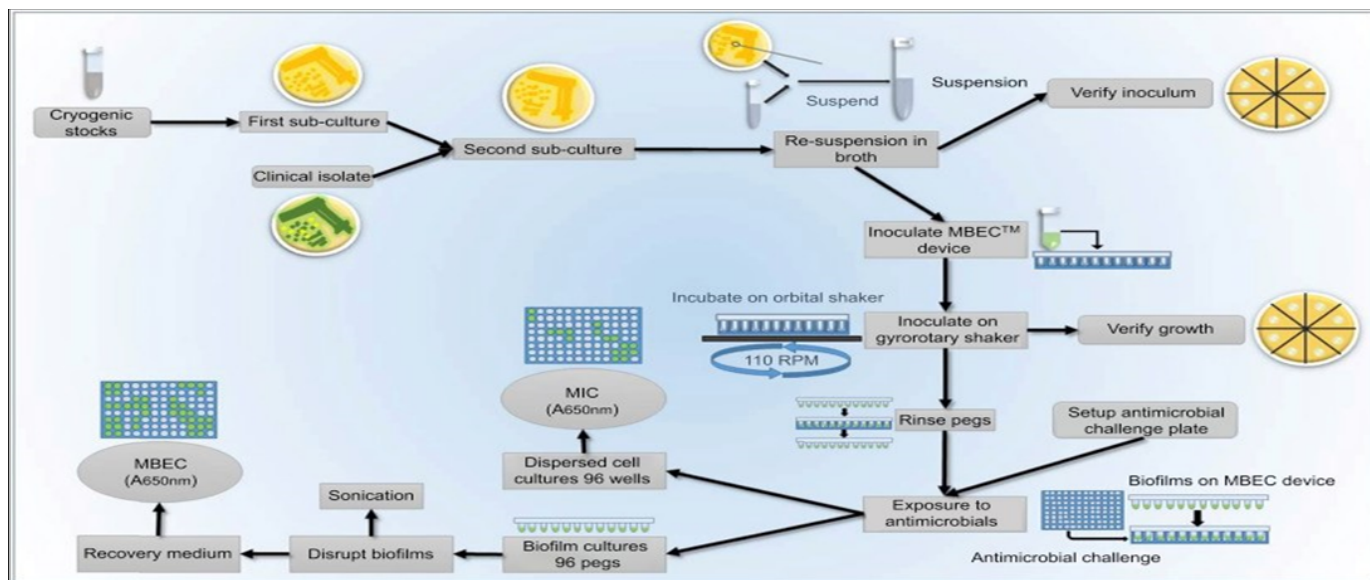 Cryogenic
stocks
First sub-culture
Clinical isolate
Second sub-culture
Suspend
Suspension
Re-suspension in
broth
Verify inoculum
Inoculate MBEC™
device
Incubate on orbital shaker
110 RPM
Inoculate on
gyrorotary shaker
Verify growth
Rinse pegs
Setup antimicrobial
challenge plate
Exposure to
antimicrobials
Biofilms on MBEC device
Antimicrobial challenge
MIC
(A650nm)
Dispersed cell
cultures 96 wells
Biofilm cultures
96 pegs
Sonication
Disrupt biofilms
MBEC
(A650nm)
Recovery medium